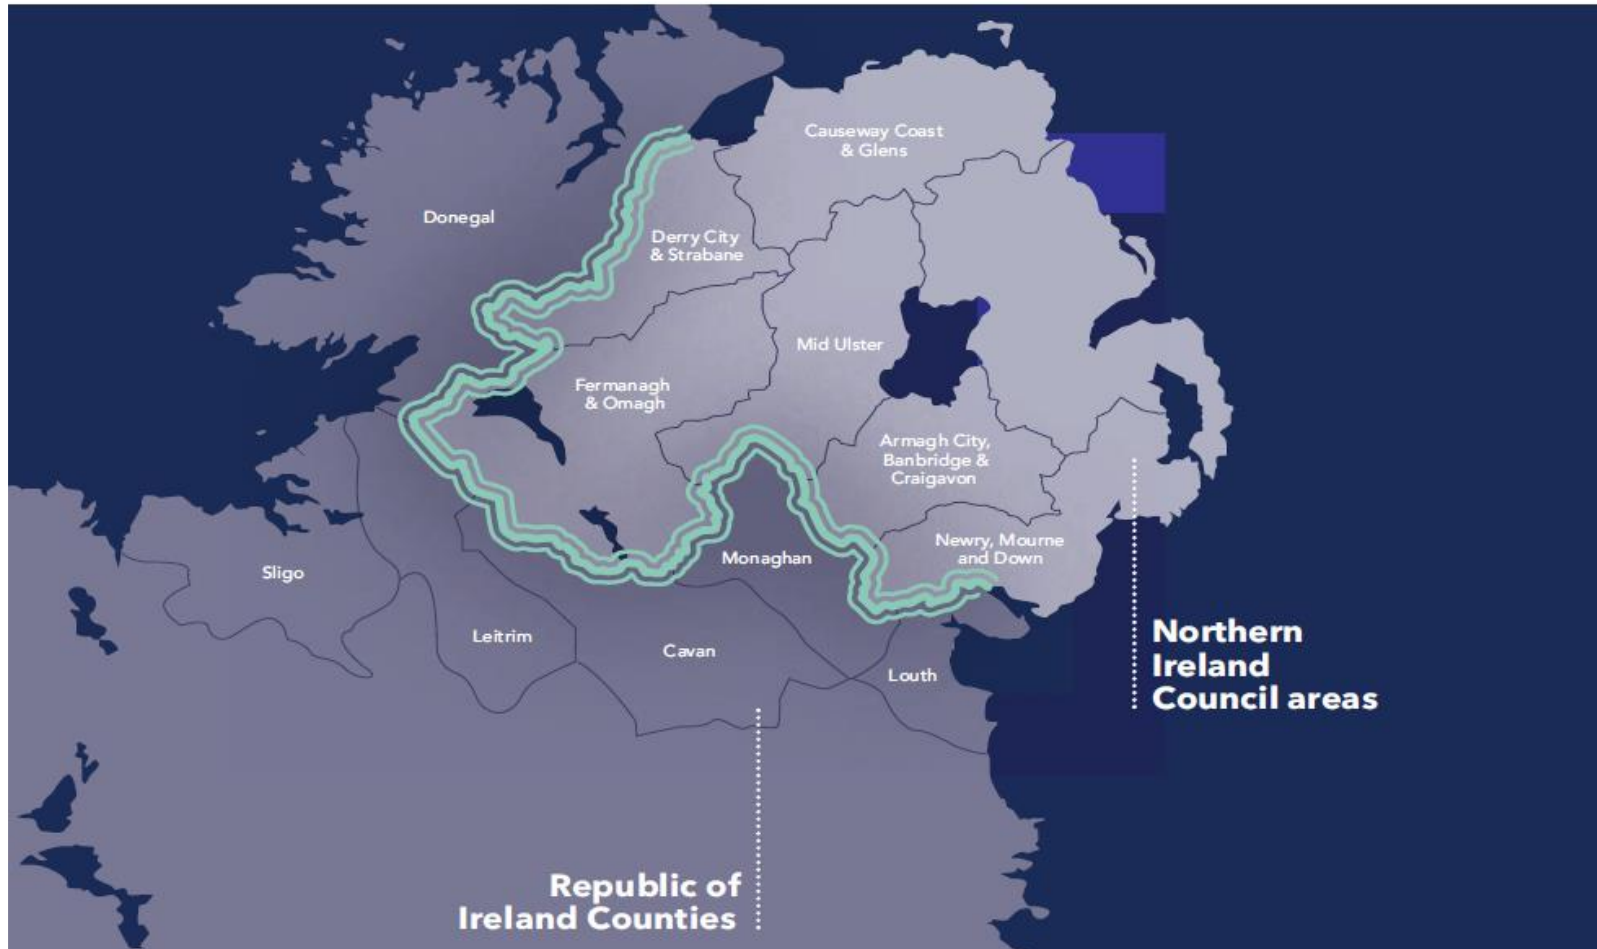 Causeway Coast
& Glens
Donegal
Derry City
& Strabane
Mid Ulster
Fermanagh
& Omagh
Armagh City,
Banbridge &
Craigavon
Newry, Mourne
and Down
Monaghan
Sligo
Leitrim
Cavan
Louth
Northern
Ireland
Council areas
Republic of
Ireland Counties